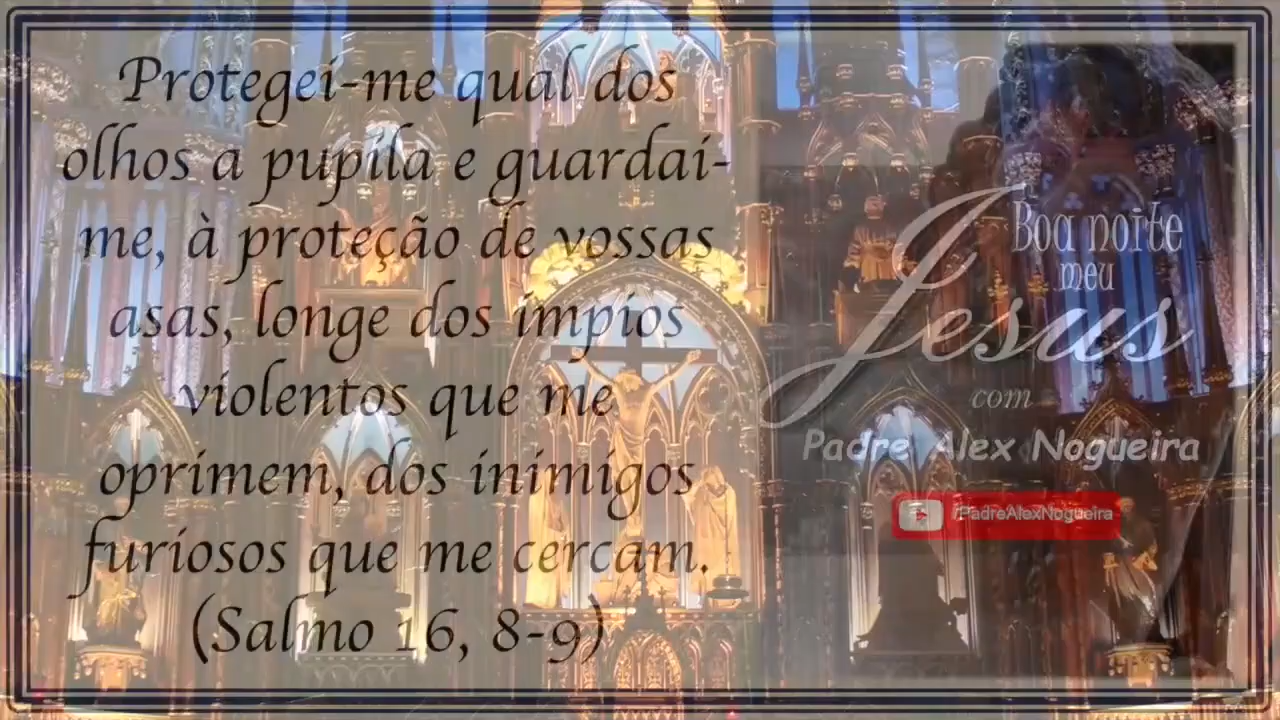 Protegei-me qual dos
olhos a pupila e guardai-
me, à proteção de vossas
asas, longe dos ímpios
violentos que me
oprimem, dos inimigos
furiosos que me cercam.
(Salmo 16, 8-9)
Boa noite
meu
Jesus
com
Padre Alex Nogueira
/PadreAlexNogueira